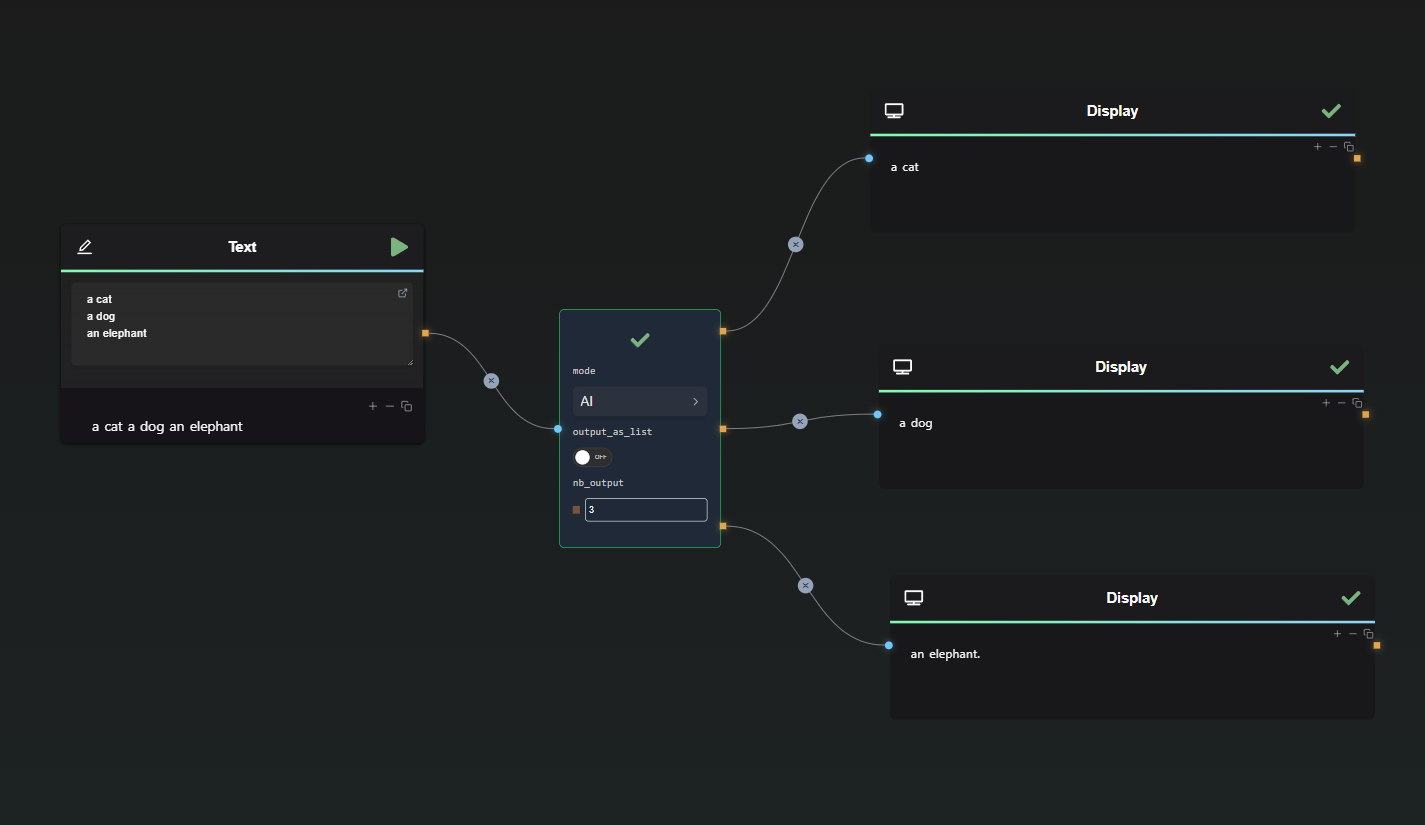 Text
a cat
a dog
an elephant
a cat a dog an elephant
mode
AI
output_as_list
OFF
nb_output
3
Display
a cat
Display
a dog
Display
an elephant.